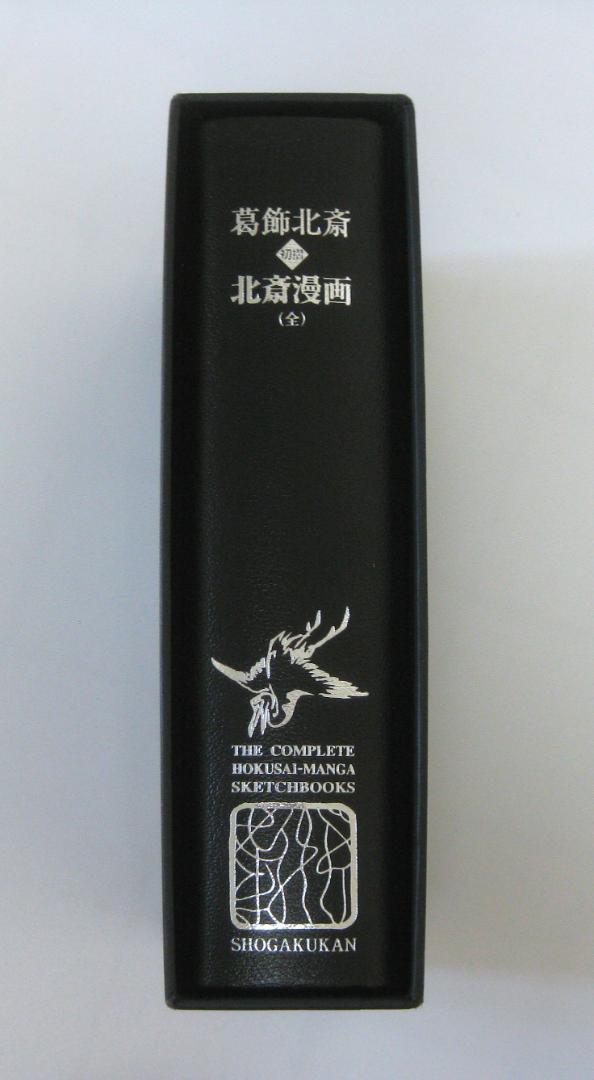 葛飾北斎
初摺
北斎漫画
(全)
THE COMPLETE
HOKUSAI-MANGA
SKETCHBOOKS
SHOGAKUKAN